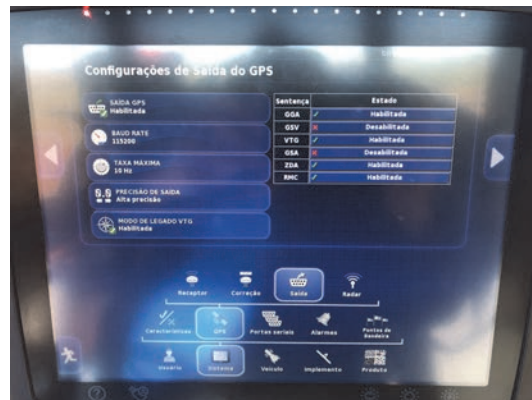 Configurações de Saída do GPS
SAÍDA GPS
Habilitada
BAUD RATE
115200
TAXA MÁXIMA
10 Hz
PRECISÃO DE SAÍDA
Alta precisão
MODO DE LEGADO VTG
Habilitada
Sentença Estado
GGA Habilitada
GSV Desabilitada
VTG Habilitada
GSA Desabilitada
ZDA Habilitada
RMC Habilitada
Receptor Correção Saída Radar
Características GPS Portas seriais Alarmes Pontos de
Bandeira
Usuário Sistema Veículo Implemento Produto